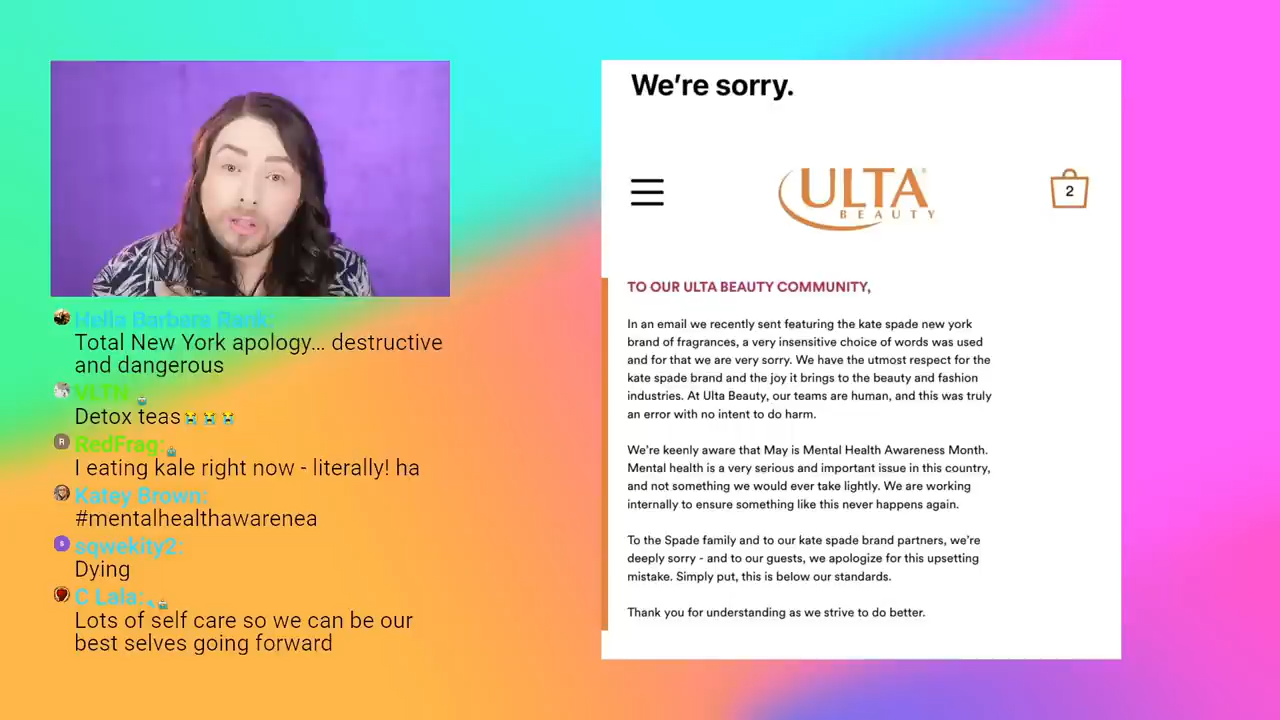 Hella Barbara Rank:
Total New York apology... destructive
and dangerous
VLTN:
Detox teas😭😭😭
R RedFrag:
I eating kale right now - literally! ha
Katey Brown:
#mentalhealthawarenea
s sqwekity2:
Dying
C Lala:
Lots of self care so we can be our
best selves going forward
We're sorry.
ULTA
BEAUTY
2
TO OUR ULTA BEAUTY COMMUNITY,
In an email we recently sent featuring the kate spade new york
brand of fragrances, a very insensitive choice of words was used
and for that we are very sorry. We have the utmost respect for the
kate spade brand and the joy it brings to the beauty and fashion
industries. At Ulta Beauty, our teams are human, and this was truly
an error with no intent to do harm.
We're keenly aware that May is Mental Health Awareness Month.
Mental health is a very serious and important issue in this country,
and not something we would ever take lightly. We are working
internally to ensure something like this never happens again.
To the Spade family and to our kate spade brand partners, we're
deeply sorry - and to our guests, we apologize for this upsetting
mistake. Simply put, this is below our standards.
Thank you for understanding as we strive to do better.